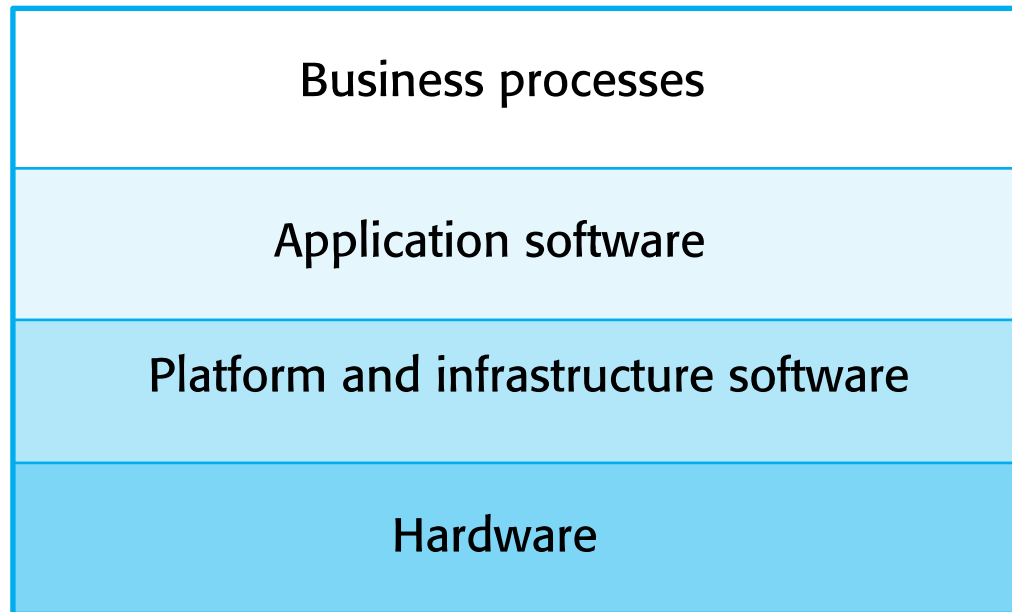 Business processes
Application software
Platform and infrastructure software
Hardware